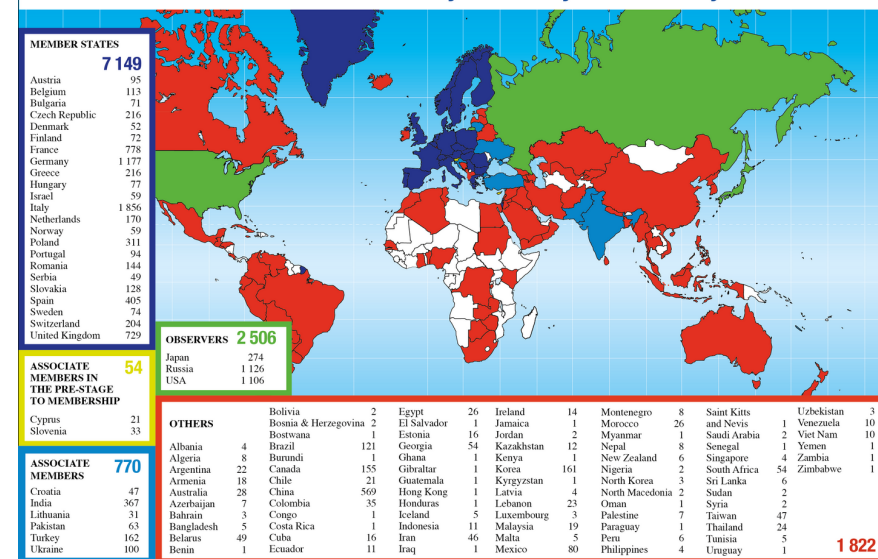 MEMBER STATES
7 149
Austria 95
Belgium 113
Bulgaria 71
Czech Republic 216
Denmark 52
Finland 72
France 778
Germany 1 177
Greece 216
Hungary 77
Israel 59
Italy 1 856
Netherlands 170
Norway 59
Poland 311
Portugal 94
Romania 144
Serbia 49
Slovakia 128
Spain 405
Sweden 74
Switzerland 204
United Kingdom 729
ASSOCIATE 54
MEMBERS IN
THE PRE-STAGE
TO MEMBERSHIP
Cyprus 21
Slovenia 33
ASSOCIATE 770
MEMBERS
Croatia 47
India 367
Lithuania 31
Pakistan 63
Turkey 162
Ukraine 100
OBSERVERS 2 506
Japan 274
Russia 1 126
USA 1 106
OTHERS
Albania 4
Algeria 8
Argentina 22
Armenia 18
Australia 28
Azerbaijan 7
Bahrain 3
Bangladesh 5
Belarus 49
Benin 1
Bolivia 2
Bosnia & Herzegovina 2
Bostwana 1
Brazil 121
Burundi 1
Canada 155
Chile 21
China 569
Colombia 35
Congo 1
Costa Rica 1
Cuba 16
Ecuador 11
Egypt 26
El Salvador 1
Estonia 16
Georgia 54
Ghana 1
Gibraltar 1
Guatemala 1
Hong Kong 1
Honduras 1
Iceland 5
Indonesia 11
Iran 46
Iraq 1
Ireland 14
Jamaica 1
Jordan 2
Kazakhstan 12
Kenya 1
Korea 161
Kyrgyzstan 1
Latvia 4
Lebanon 23
Luxembourg 3
Malaysia 19
Malta 5
Mexico 80
Montenegro 8
Morocco 26
Myanmar 1
Nepal 8
New Zealand 6
Nigeria 2
North Korea 3
North Macedonia 2
Oman 1
Palestine 7
Paraguay 1
Peru 6
Philippines 4
Saint Kitts
and Nevis 1
Saudi Arabia 2
Senegal 1
Singapore 4
South Africa 54
Sri Lanka 6
Sudan 2
Syria 2
Taiwan 47
Thailand 24
Tunisia 5
Uruguay 1
Uzbekistan 3
Venezuela 10
Viet Nam 10
Yemen 1
Zambia 1
Zimbabwe 1
1 822